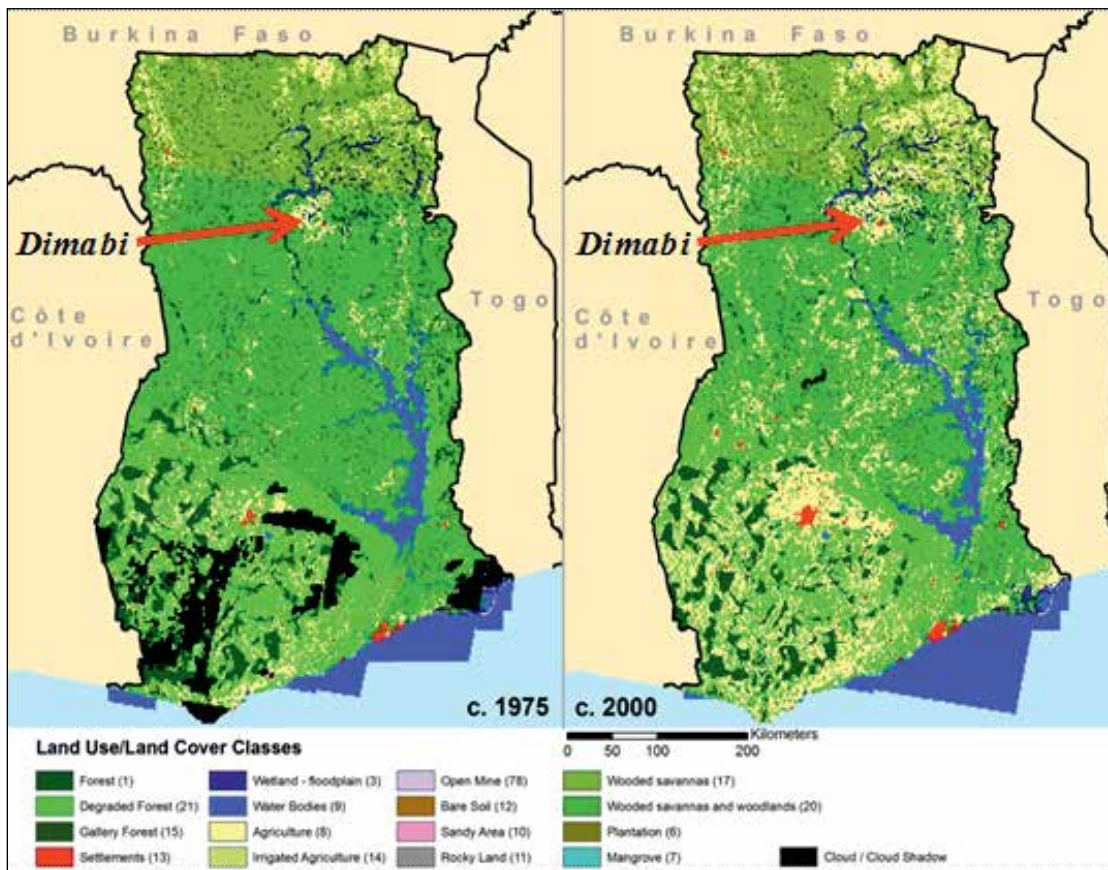 Burkina Faso
Burkina Faso
Dimabi
Dimabi
Togo
Togo
Côte
d'Ivoire
Côte
d'Ivoire
c. 1975
c. 2000
Land Use/Land Cover Classes
Kilometers
0 50 100 200
Forest (1)
Degraded Forest (21)
Gallery Forest (15)
Settlements (13)
Wetland - floodplain (3)
Water Bodies (9)
Agriculture (8)
Irrigated Agriculture (14)
Open Mine (78)
Bare Soil (12)
Sandy Area (10)
Rocky Land (11)
Wooded savannas (17)
Wooded savannas and woodlands (20)
Plantation (6)
Mangrove (7)
Cloud / Cloud Shadow